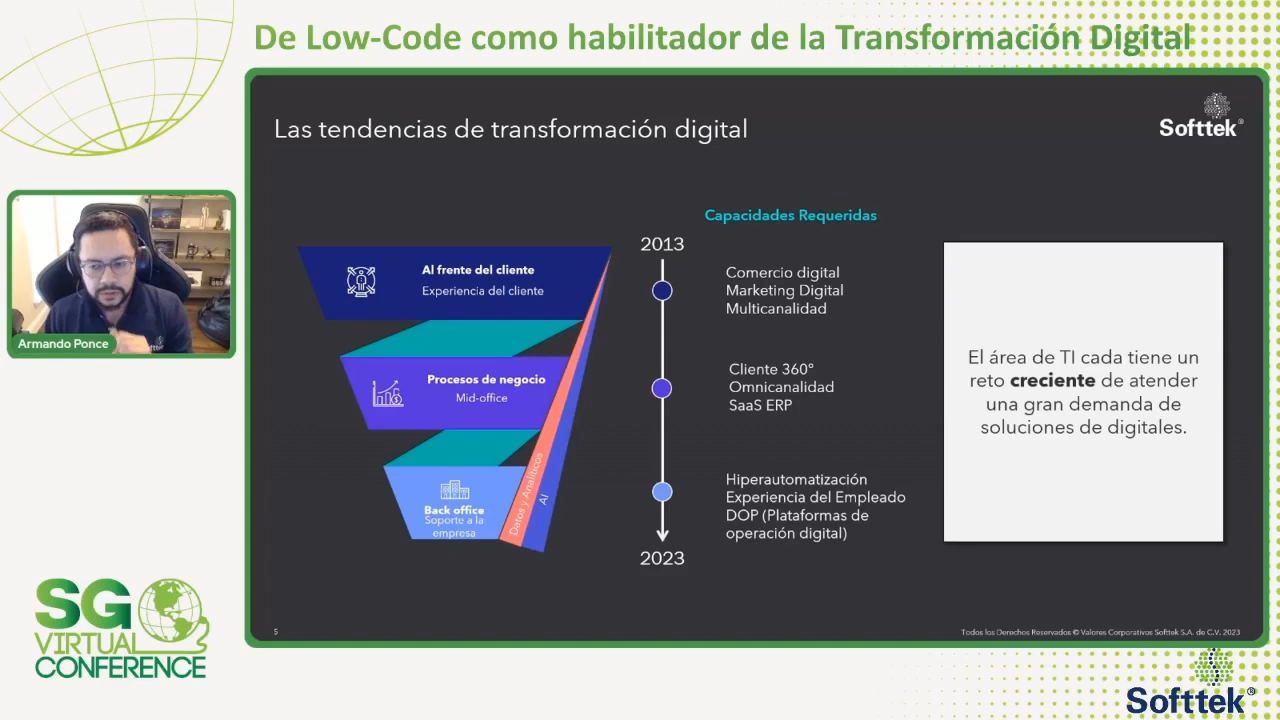 De Low-Code como habilitador de la Transformación Digital
Las tendencias de transformación digital
Softtek®
Armando Ponce
Al frente del cliente
Experiencia del cliente
Procesos de negocio
Mid-office
Back office
Soporte a la
empresa
Datos y Analíticos
AI
Capacidades Requeridas
2013
Comercio digital
Marketing Digital
Multicanalidad
Cliente 360°
Omnicanalidad
SaaS ERP
Hiperautomatización
Experiencia del Empleado
DOP (Plataformas de
operación digital)
2023
El área de TI cada tiene un
reto creciente de atender
una gran demanda de
soluciones de digitales.
5
Todos los Derechos Reservados © Valores Corporativos Softtek S.A. de C.V. 2023
SG
VIRTUAL
CONFERENCE
Softtek®